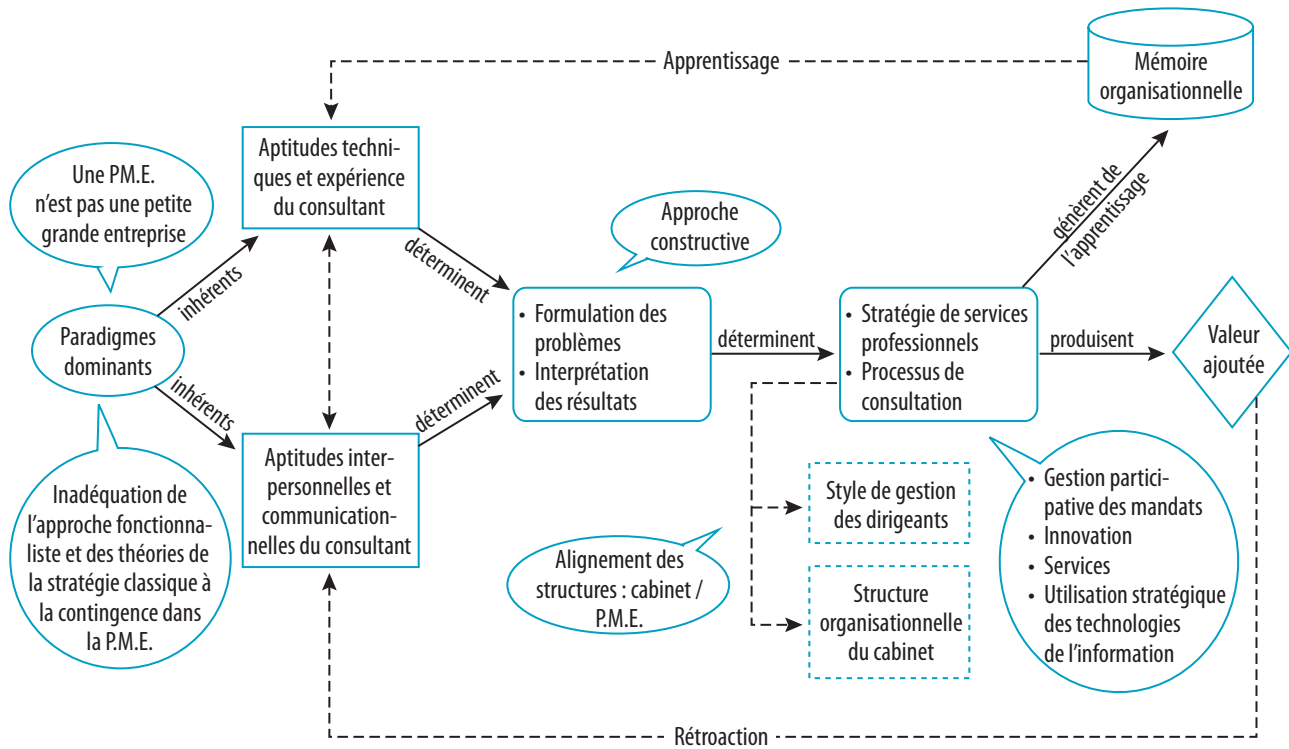 Apprentissage
Mémoire
organisationnelle
Une P.M.E.
n'est pas une petite
grande entreprise
Aptitudes techni-
ques et expérience
du consultant
Approche
constructive
génèrent de
l'apprentissage
inhérents
déterminent
Paradigmes
dominants
• Formulation des
problèmes
• Interprétation
des résultats
déterminent
• Stratégie de services
professionnels
• Processus de
consultation
produisent
Valeur
ajoutée
inhérents
déterminent
Aptitudes inter-
personnelles et
communication-
nelles du consultant
Inadéquation de
l'approche fonctionna-
liste et des théories de
la stratégie classique à
la contingence dans
la P.M.E.
Style de gestion
des dirigeants
Alignement des
structures : cabinet /
P.M.E.
Structure
organisationnelle
du cabinet
• Gestion partici-
pative des mandats
• Innovation
• Services
• Utilisation stratégique
des technologies
de l'information
Rétroaction